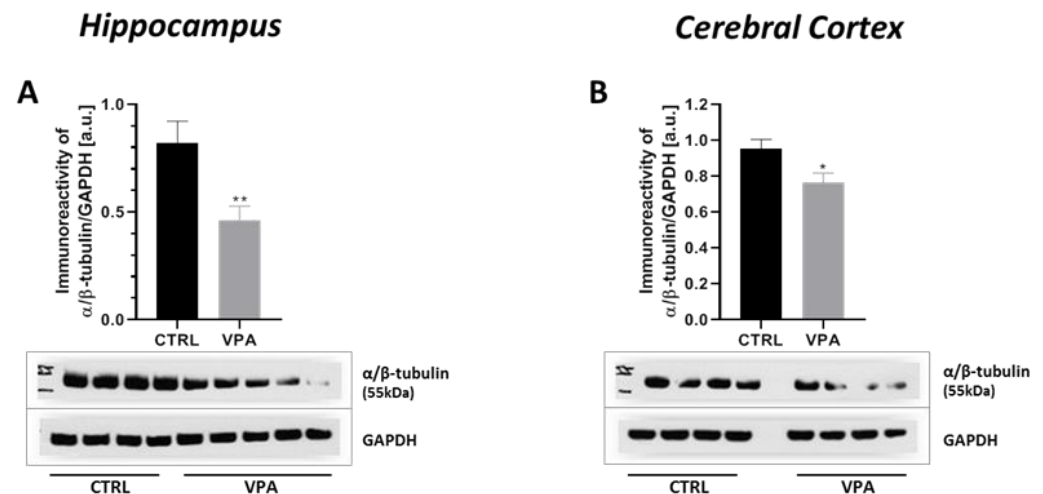 Hippocampus
Cerebral Cortex
A
Immunoreactivity of
α/β-tubulin/GAPDH [a.u.]
1.0
0.5
0.0
**
CTRL
VPA
α/β-tubulin
(55kDa)
GAPDH
CTRL
VPA
B
Immunoreactivity of
α/β-tubulin/GAPDH [a.u.]
1.2
1.0
0.8
0.6
0.4
0.2
0.0
*
CTRL
VPA
α/β-tubulin
(55kDa)
GAPDH
CTRL
VPA